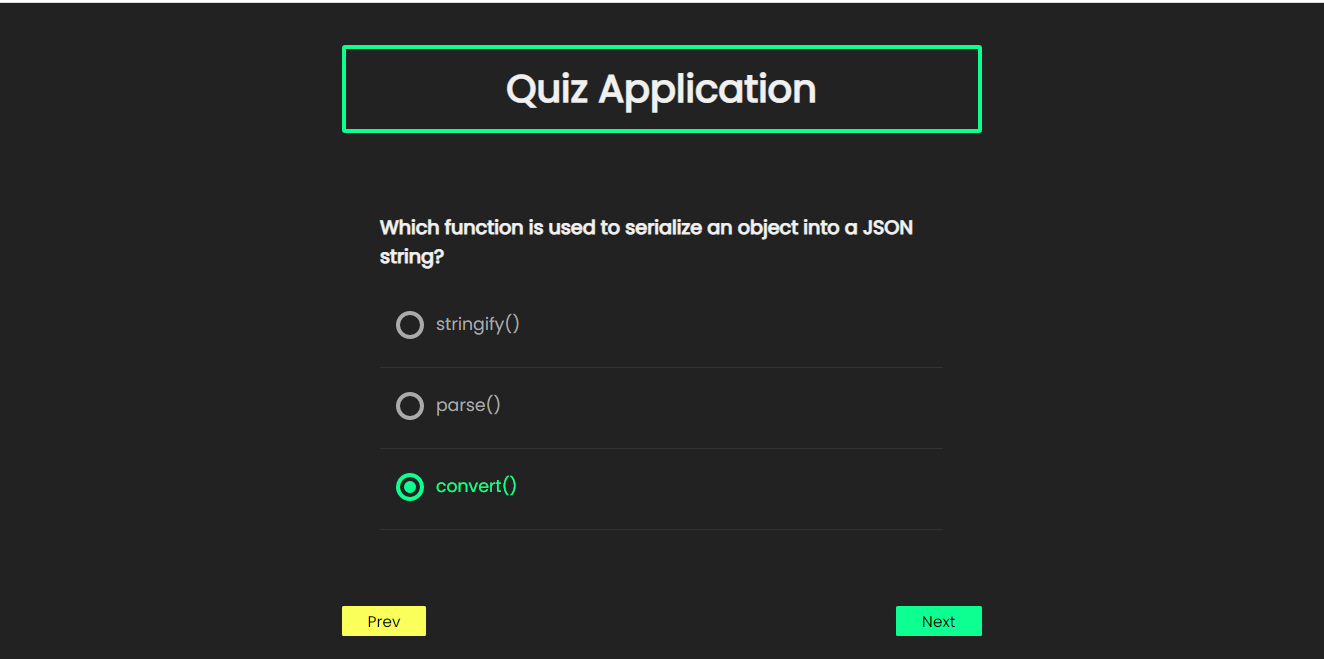 Quiz Application
Which function is used to serialize an object into a JSON
string?
stringify()
parse()
convert()
Prev
Next